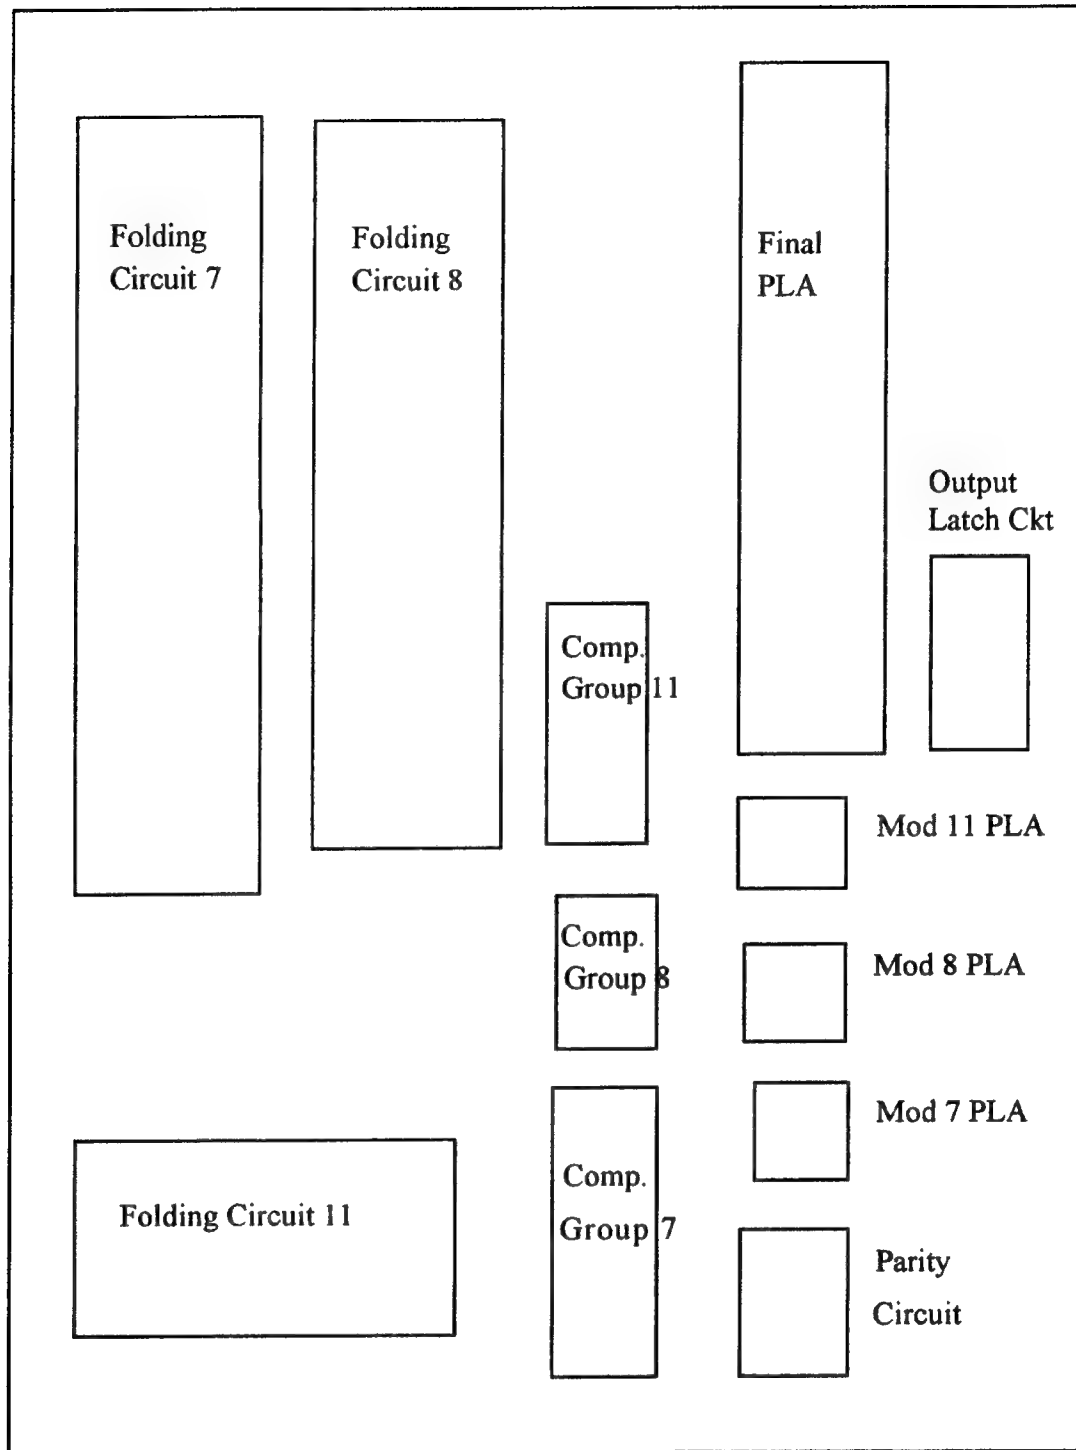 Folding
Circuit 7
Folding
Circuit 8
Final
PLA
Output
Latch Ckt
Comp.
Group 11
Mod 11 PLA
Comp.
Group 8
Mod 8 PLA
Mod 7 PLA
Comp.
Group 7
Folding Circuit 11
Parity
Circuit